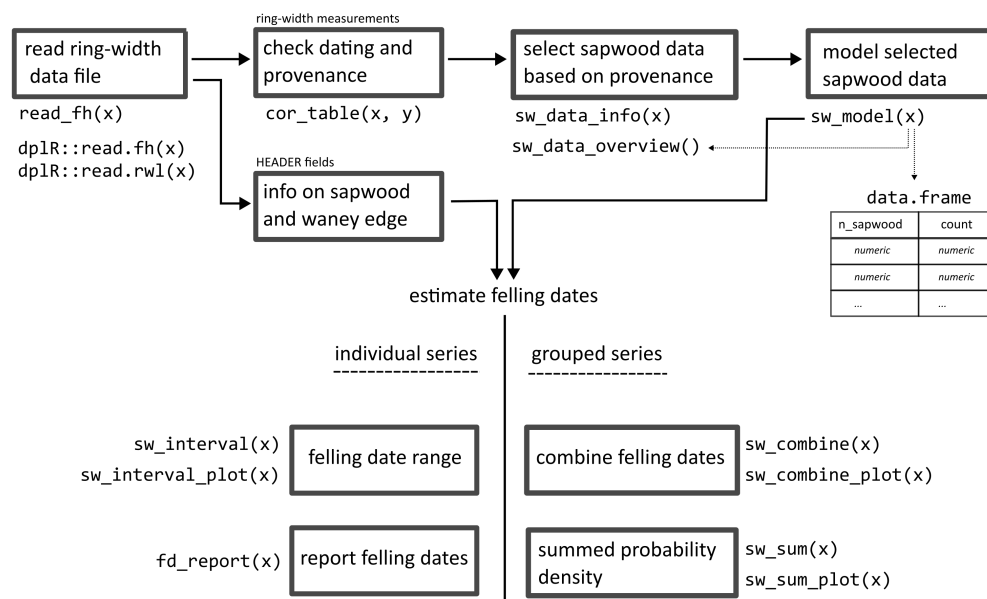 ring-width measurements
read ring-width
data file
check dating and
provenance
select sapwood data
based on provenance
model selected
sapwood data
read_fh(x)
cor_table(x, y)
sw_data_info(x)
sw_model(x)
dplR::read.fh(x)
dplR::read.rwl(x)
sw_data_overview()
HEADER fields
info on sapwood
and waney edge
data.frame
n_sapwood count
numeric numeric
numeric numeric
... ...
estimate felling dates
individual series
grouped series
sw_interval(x)
sw_interval_plot(x)
felling date range
combine felling dates
sw_combine(x)
sw_combine_plot(x)
fd_report(x)
report felling dates
summed probability
density
sw_sum(x)
sw_sum_plot(x)